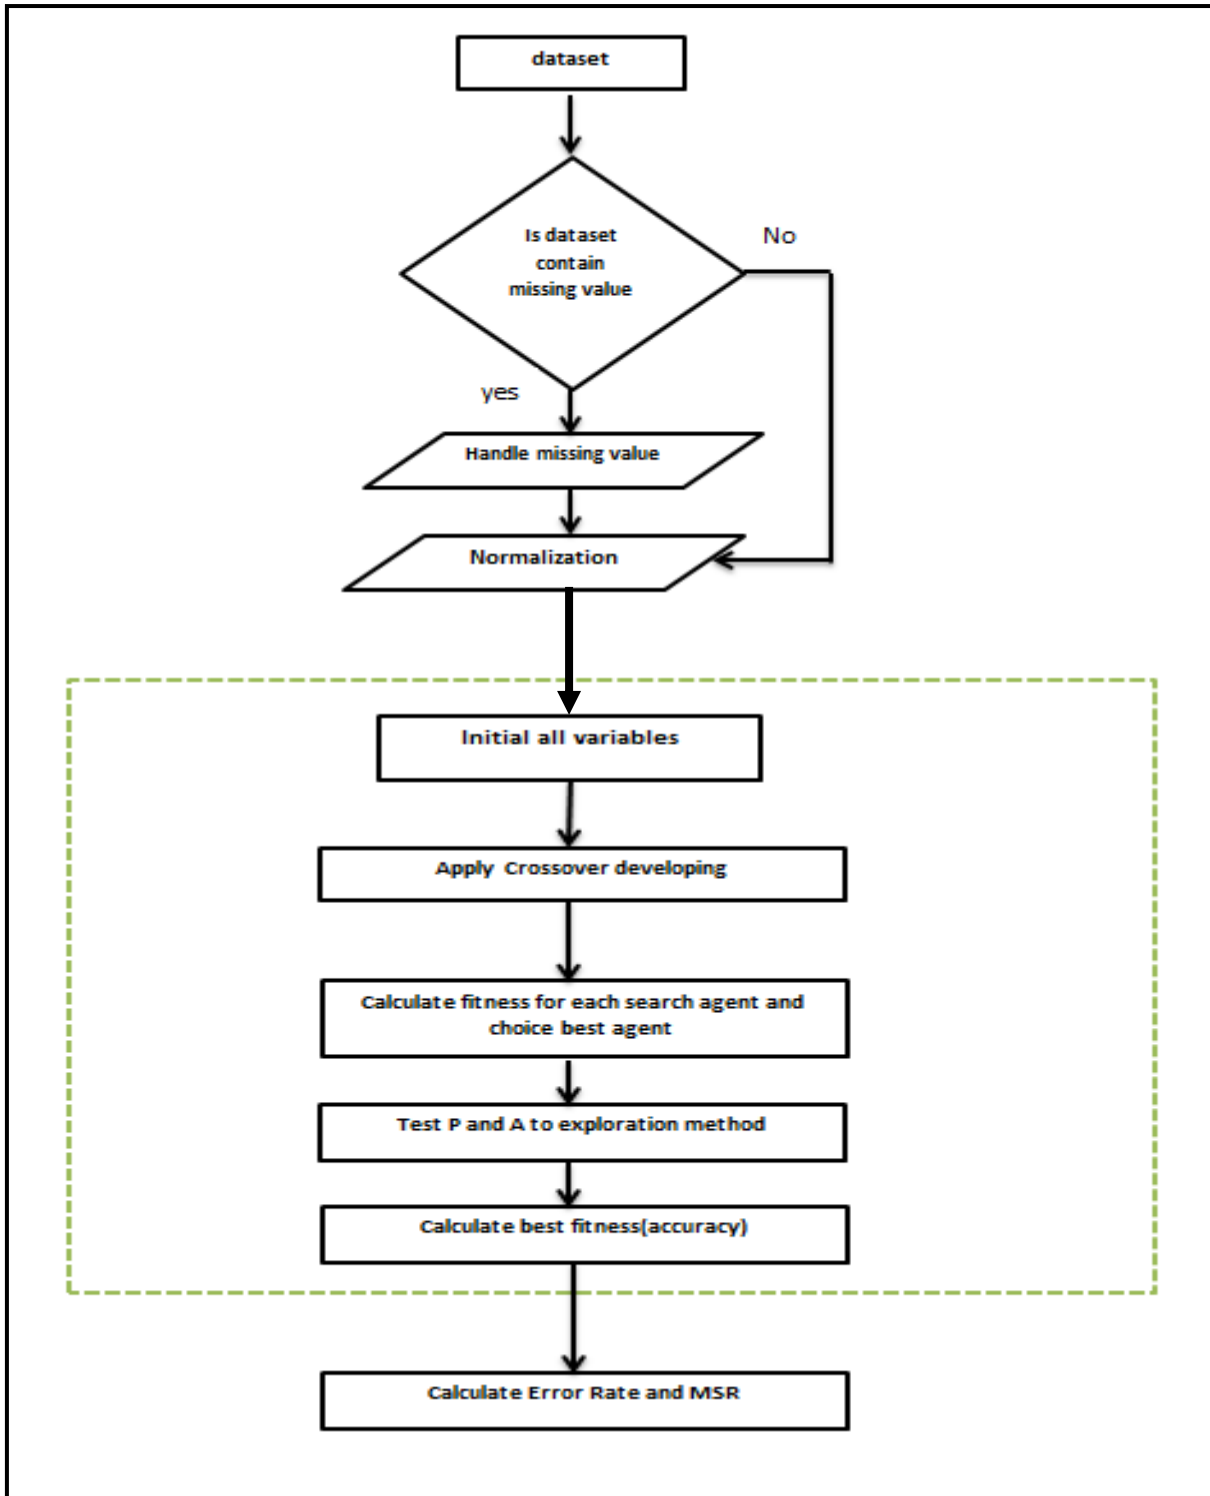 dataset
Is dataset
contain
missing value
No
yes
Handle missing value
Normalization
Initial all variables
Apply Crossover developing
Calculate fitness for each search agent and
choice best agent
Test P and A to exploration method
Calculate best fitness(accuracy)
Calculate Error Rate and MSR